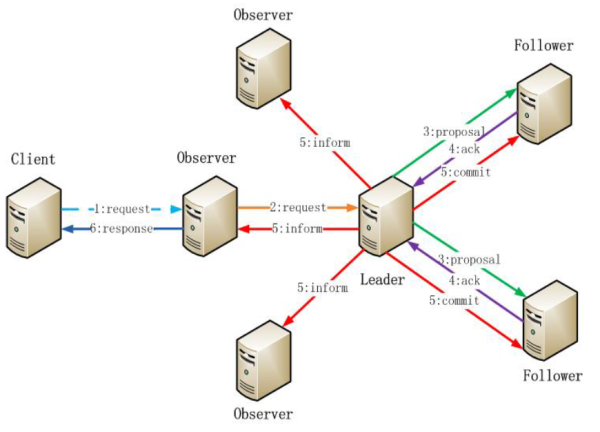 Observer
Follower
3:proposal
4:ack
5:commit
5:inform
Client
Observer
1:request
2:request
6:response
5:inform
Leader
3:proposal
4:ack
5:commit
5:inform
Follower
Observer